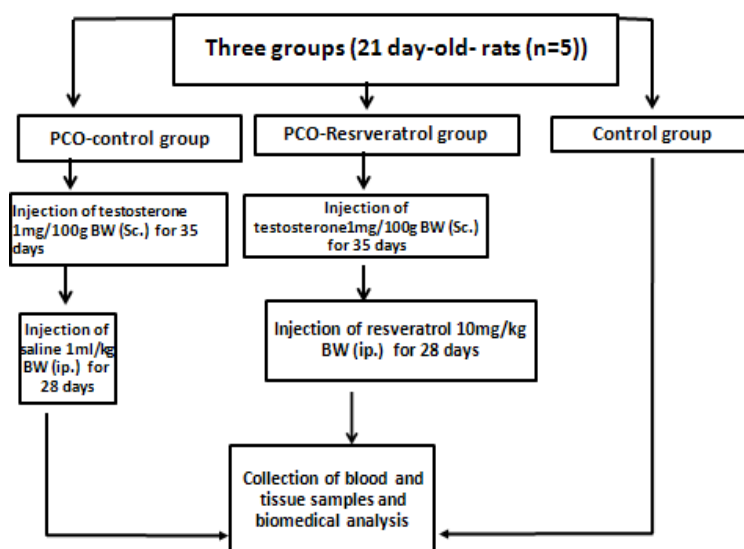 Three groups (21 day-old- rats (n=5))
PCO-control group
PCO-Resrveratrol group
Control group
Injection of testosterone
1mg/100g BW (Sc.) for 35
days
Injection of
testosterone1mg/100g BW (Sc.)
for 35 days
Injection of
saline 1ml/kg
BW (ip.) for
28 days
Injection of resveratrol 10mg/kg
BW (ip.) for 28 days
Collection of blood and
tissue samples and
biomedical analysis